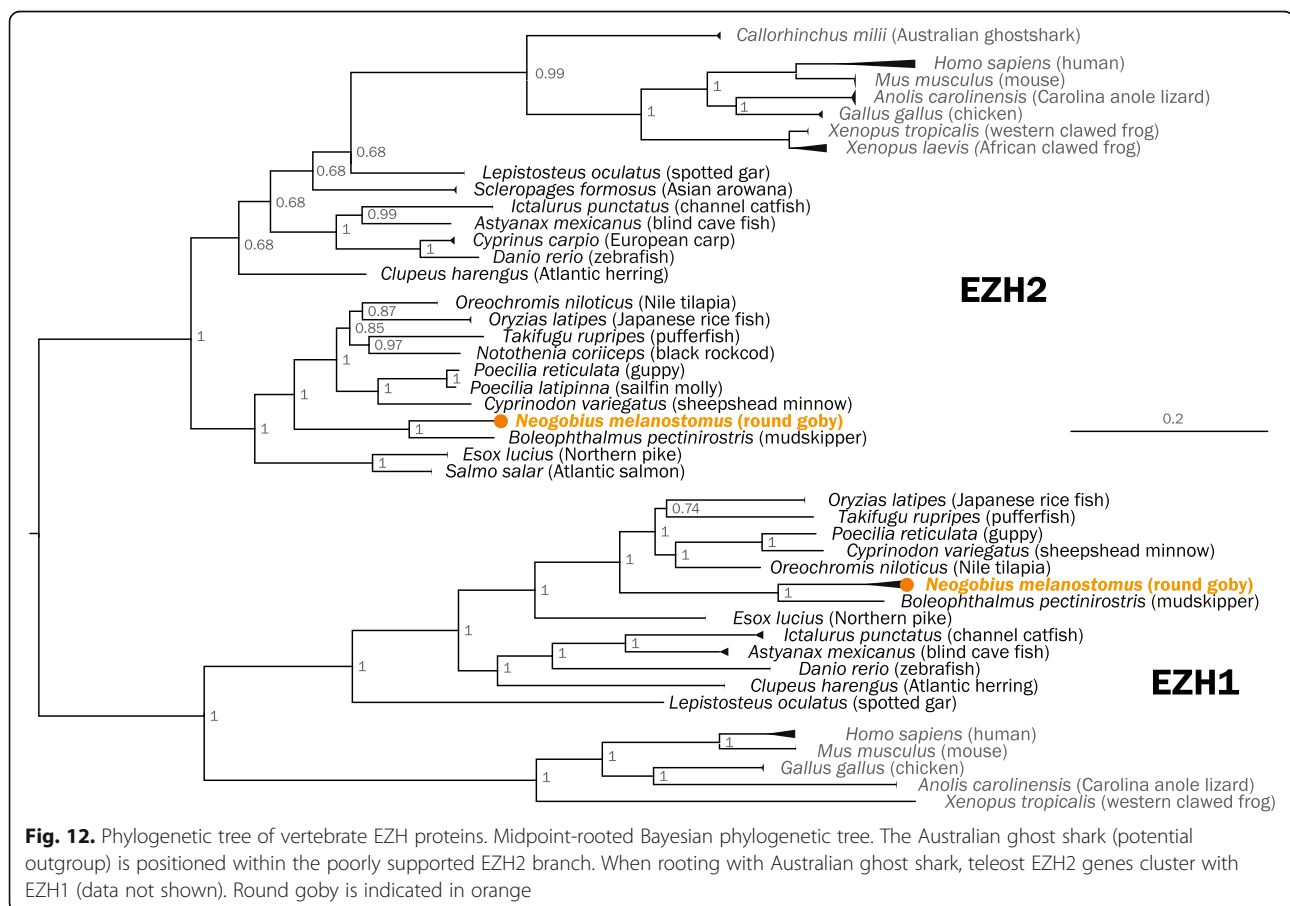 Callorhinchus milii (Australian ghostshark)
0.99
Homo sapiens (human)
1
Mus musculus (mouse)
Anolis carolinensis (Carolina anole lizard)
1
1
Gallus gallus (chicken)
Xenopus tropicalis (western clawed frog)
Xenopus laevis (African clawed frog)
0.68
0.68
Lepistosteus oculatus (spotted gar)
Scleropages formosus (Asian arowana)
0.68
Ictalurus punctatus (channel catfish)
0.99
Astyanax mexicanus (blind cave fish)
1
Cyprinus carpio (European carp)
0.68
1
Danio rerio (zebrafish)
Clupeus harengus (Atlantic herring)
EZH2
Oreochromis niloticus (Nile tilapia)
0.87
Oryzias latipes (Japanese rice fish)
0.85
1
Takifugu rupripes (pufferfish)
0.97
Notothenia coriiceps (black rockcod)
1
Poecilia reticulata (guppy)
1
1
Poecilia latipinna (sailfin molly)
1
Cyprinodon variegatus (sheepshead minnow)
Neogobius melanostomus (round goby)
0.2
1
1
Boleophthalmus pectinirostris (mudskipper)
Esox lucius (Northern pike)
1
Salmo salar (Atlantic salmon)
Oryzias latipes (Japanese rice fish)
0.74
Takifugu rupripes (pufferfish)
1
Poecilia reticulata (guppy)
1
Cyprinodon variegatus (sheepshead minnow)
1
1
Oreochromis niloticus (Nile tilapia)
Neogobius melanostomus (round goby)
1
1
Boleophthalmus pectinirostris (mudskipper)
Esox lucius (Northern pike)
1
Ictalurus punctatus (channel catfish)
1
Astyanax mexicanus (blind cave fish)
1
1
1
Danio rerio (zebrafish)
EZH1
Clupeus harengus (Atlantic herring)
Lepistosteus oculatus (spotted gar)
1
Homo sapiens (human)
1
Mus musculus (mouse)
1
Gallus gallus (chicken)
1
1
Anolis carolinensis (Carolina anole lizard)
Xenopus tropicalis (western clawed frog)
Fig. 12. Phylogenetic tree of vertebrate EZH proteins. Midpoint-rooted Bayesian phylogenetic tree. The Australian ghost shark (potential
outgroup) is positioned within the poorly supported EZH2 branch. When rooting with Australian ghost shark, teleost EZH2 genes cluster with
EZH1 (data not shown). Round goby is indicated in orange